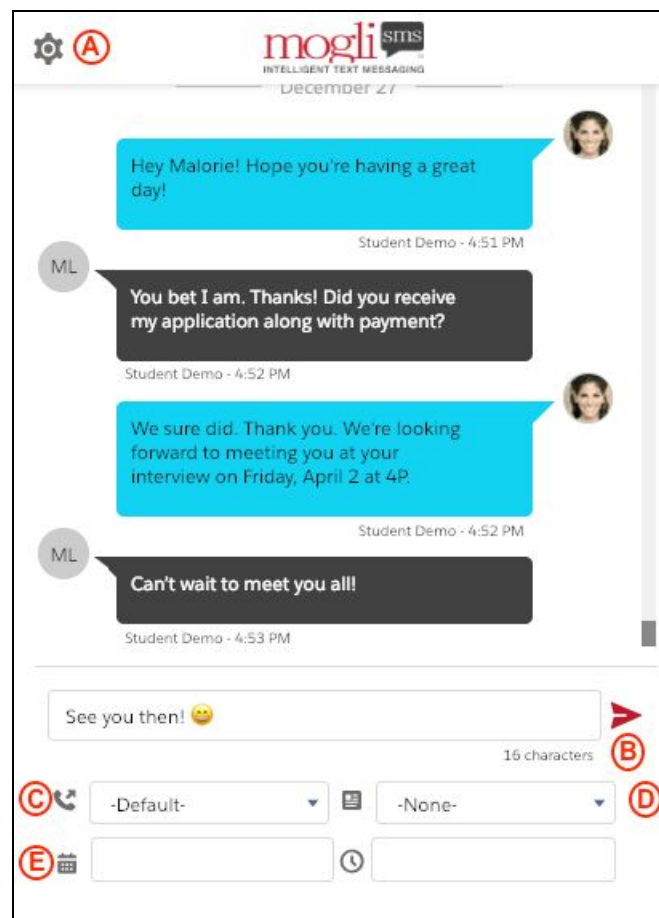 A
mogli sms
INTELLIGENT TEXT MESSAGING
December 27
Hey Malorie! Hope you're having a great
day!
Student Demo - 4:51 PM
ML
You bet I am. Thanks! Did you receive
my application along with payment?
Student Demo - 4:52 PM
We sure did. Thank you. We're looking
forward to meeting you at your
interview on Friday, April 2 at 4P.
Student Demo - 4:52 PM
ML
Can't wait to meet you all!
Student Demo - 4:53 PM
See you then! 😄
16 characters
B
C
-Default-
-None-
D
E